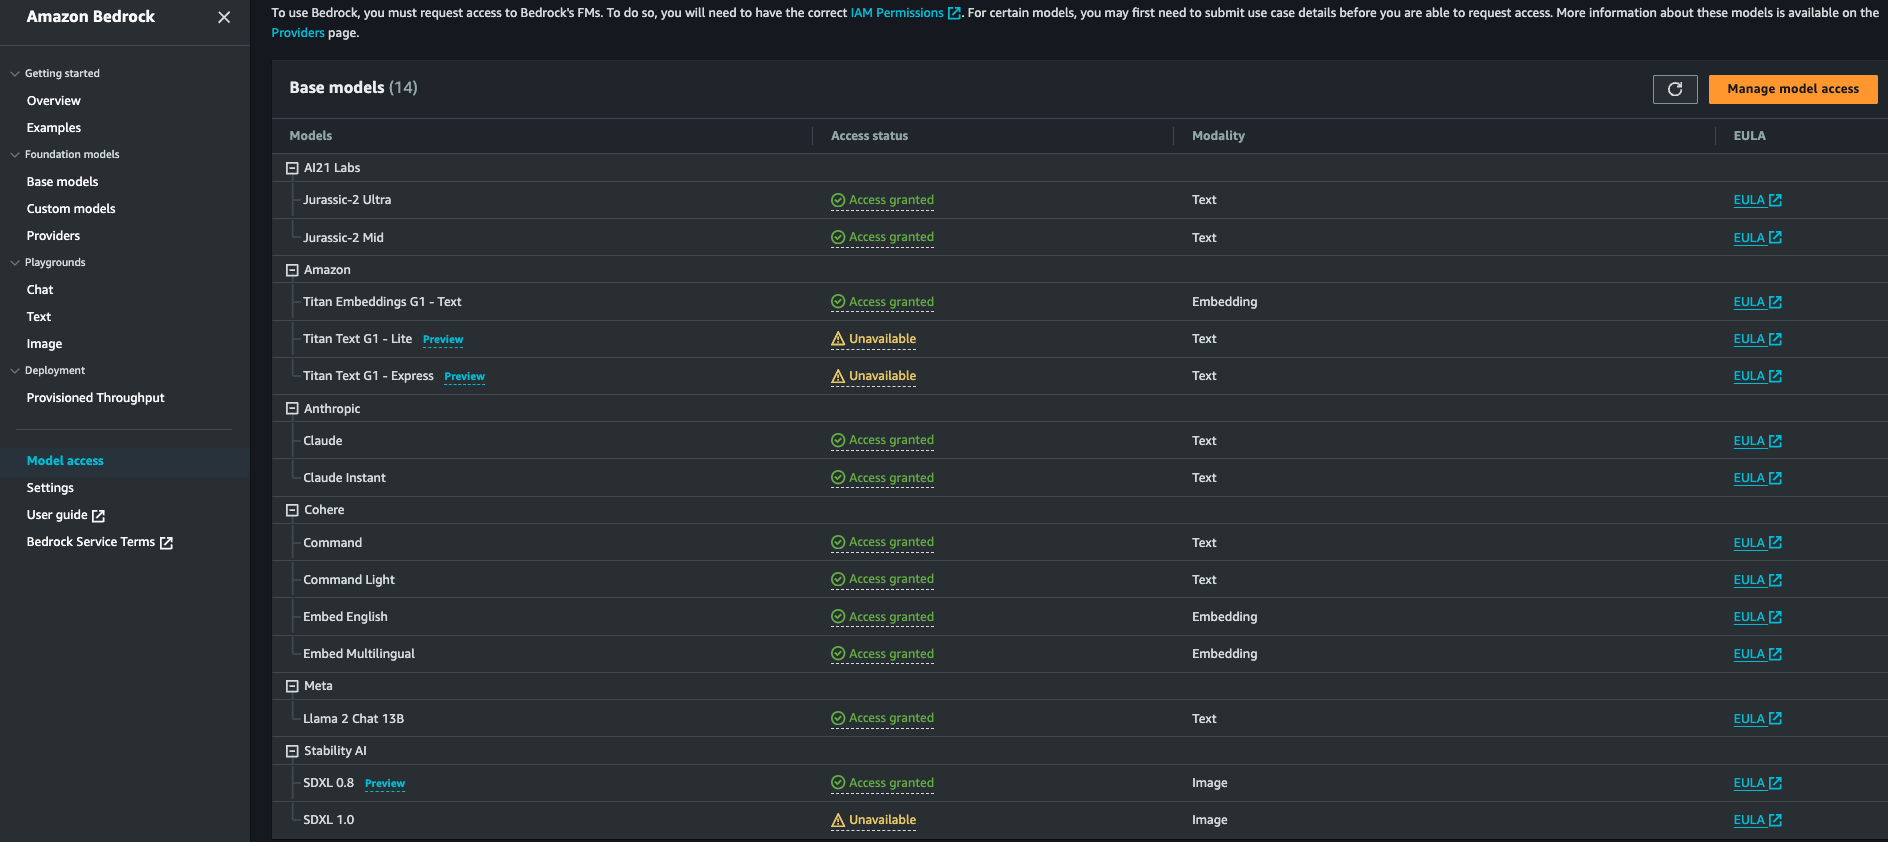 Amazon Bedrock
Getting started
Overview
Examples
Foundation models
Base models
Custom models
Providers
Playgrounds
Chat
Text
Image
Deployment
Provisioned Throughput
Model access
Settings
User guide
Bedrock Service Terms
To use Bedrock, you must request access to Bedrock's FMs. To do so, you will need to have the correct IAM Permissions. For certain models, you may first need to submit use case details before you are able to request access. More information about these models is available on the
Providers page.
Base models (14)
Manage model access
Models Access status Modality EULA
AI21 Labs
Jurassic-2 Ultra Access granted Text EULA
Jurassic-2 Mid Access granted Text EULA
Amazon
Titan Embeddings G1 - Text Access granted Embedding EULA
Titan Text G1 - Lite Preview Unavailable Text EULA
Titan Text G1 - Express Preview Unavailable Text EULA
Anthropic
Claude Access granted Text EULA
Claude Instant Access granted Text EULA
Cohere
Command Access granted Text EULA
Command Light Access granted Text EULA
Embed English Access granted Embedding EULA
Embed Multilingual Access granted Embedding EULA
Meta
Llama 2 Chat 13B Access granted Text EULA
Stability AI
SDXL 0.8 Preview Access granted Image EULA
SDXL 1.0 Unavailable Image EULA